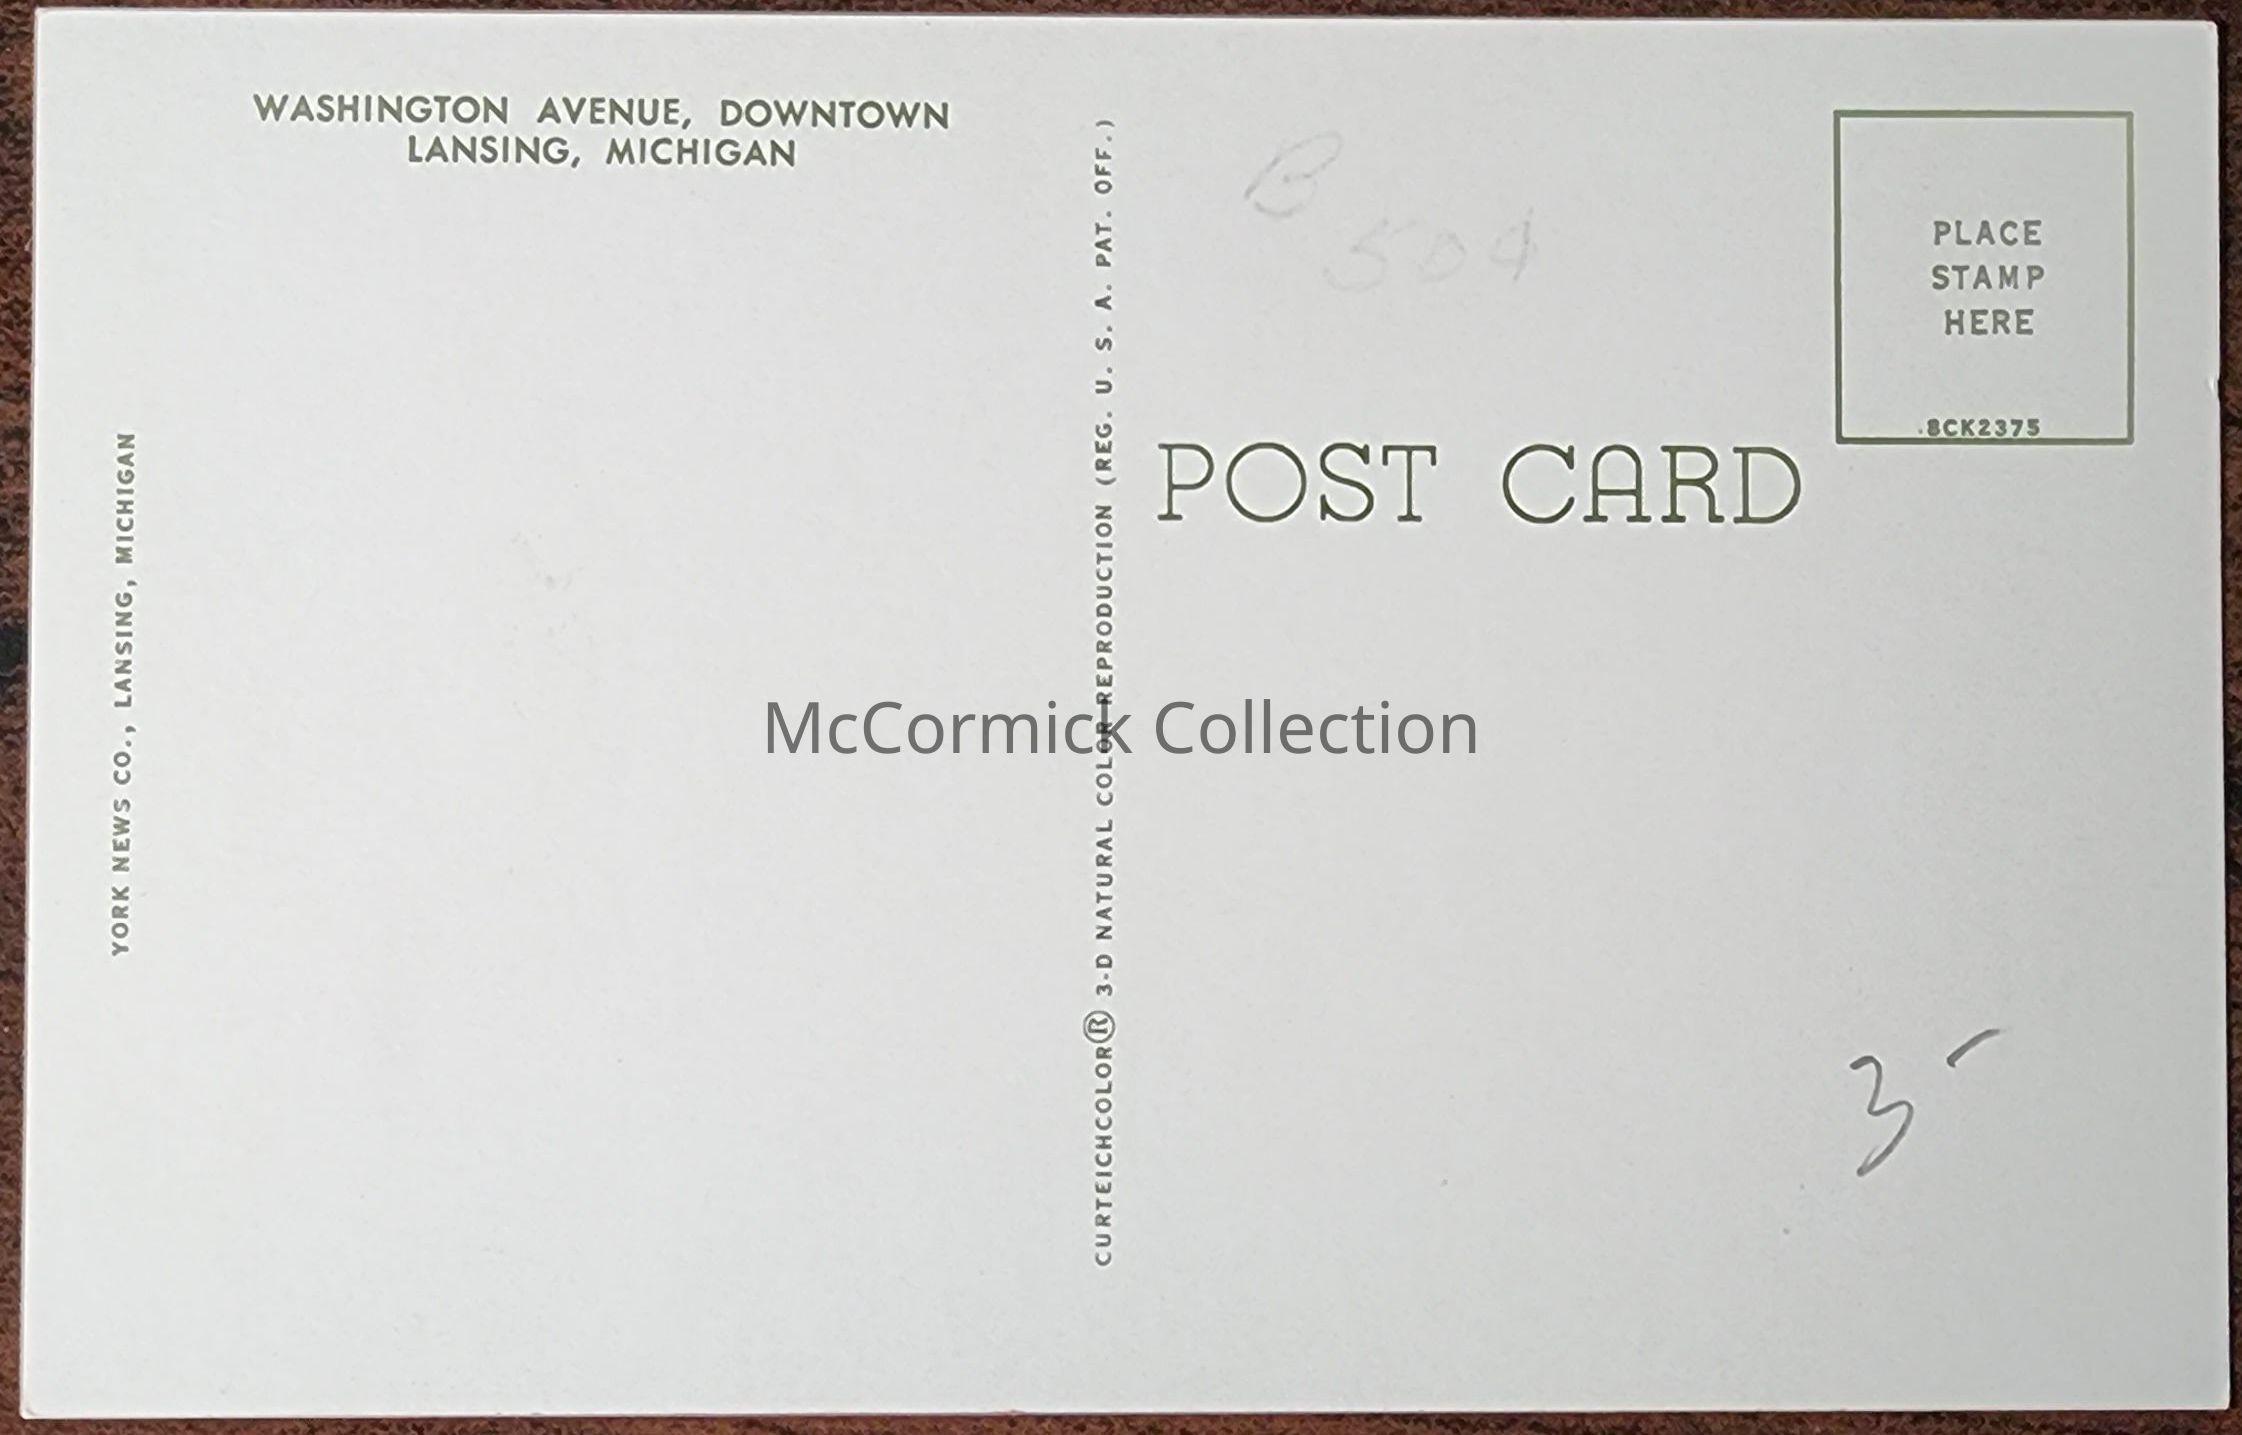 WASHINGTON AVENUE, DOWNTOWN
LANSING, MICHIGAN
YORK NEWS CO., LANSING, MICHIGAN
CURTEICHCOLOR® 3-D NATURAL COLOR REPRODUCTION (REG. U. S. A. PAT. OFF.)
B
504
PLACE
STAMP
HERE
8CK2375
POST CARD
McCormick Collection
3-